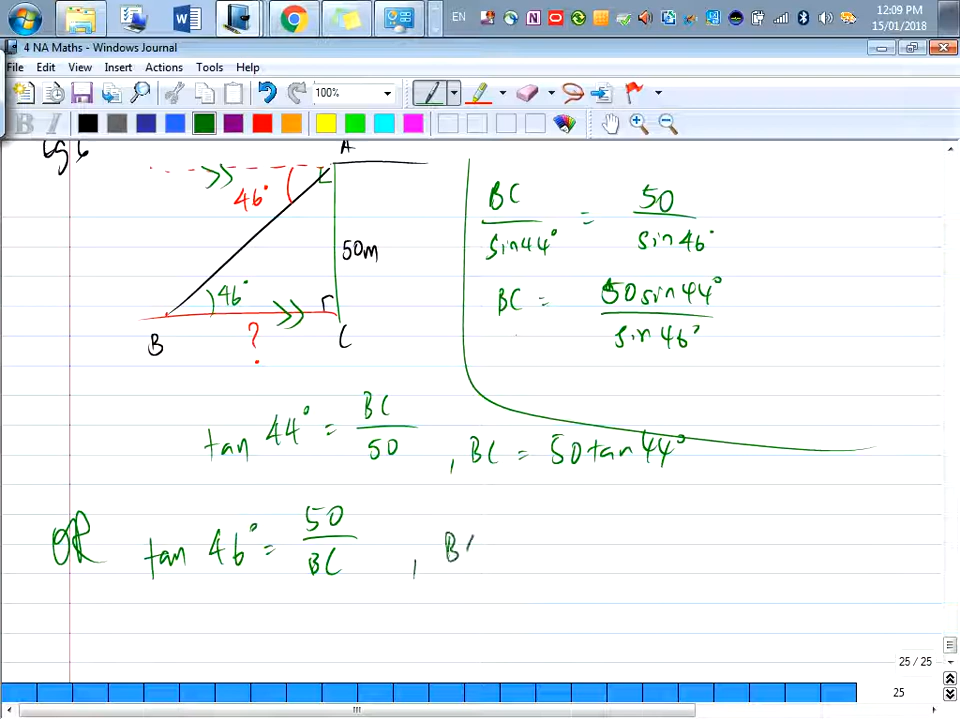 EN
12:09 PM
15/01/2018
4 NA Maths - Windows Journal
File Edit View Insert Actions Tools Help
100%
B I
A
46°
50m
46°
B
?
C
BC/sin44° = 50/sin46°
BC = 50sin44°/sin46°
tan 44° = BC/50 , BC = 50tan44°
OR tan 46° = 50/BC , BC
25 / 25
25